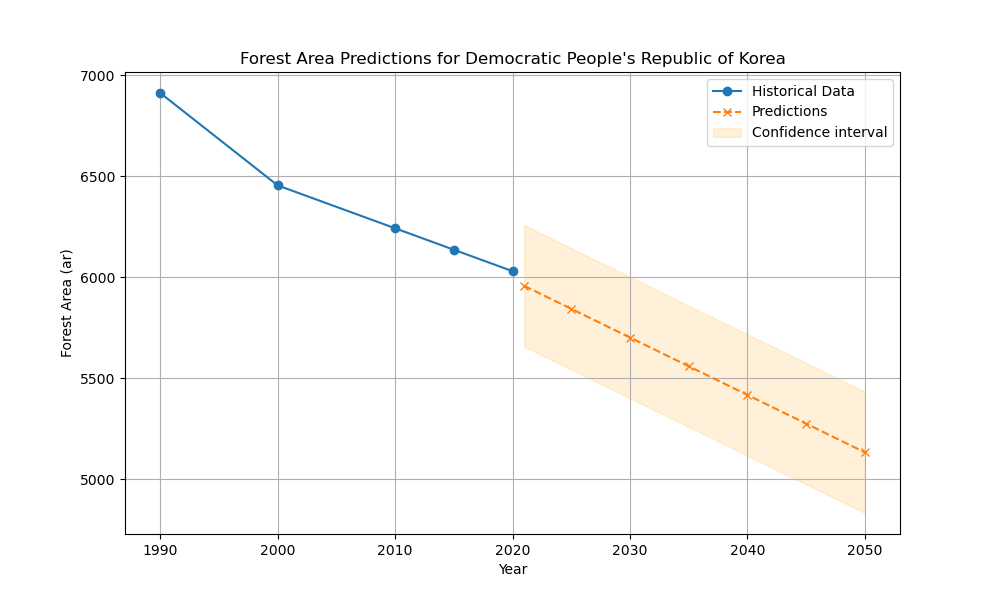 Forest Area Predictions for Democratic People's Republic of Korea
Historical Data
Predictions
Confidence interval
Forest Area (ar)
7000
6500
6000
5500
5000
1990
2000
2010
2020
2030
2040
2050
Year